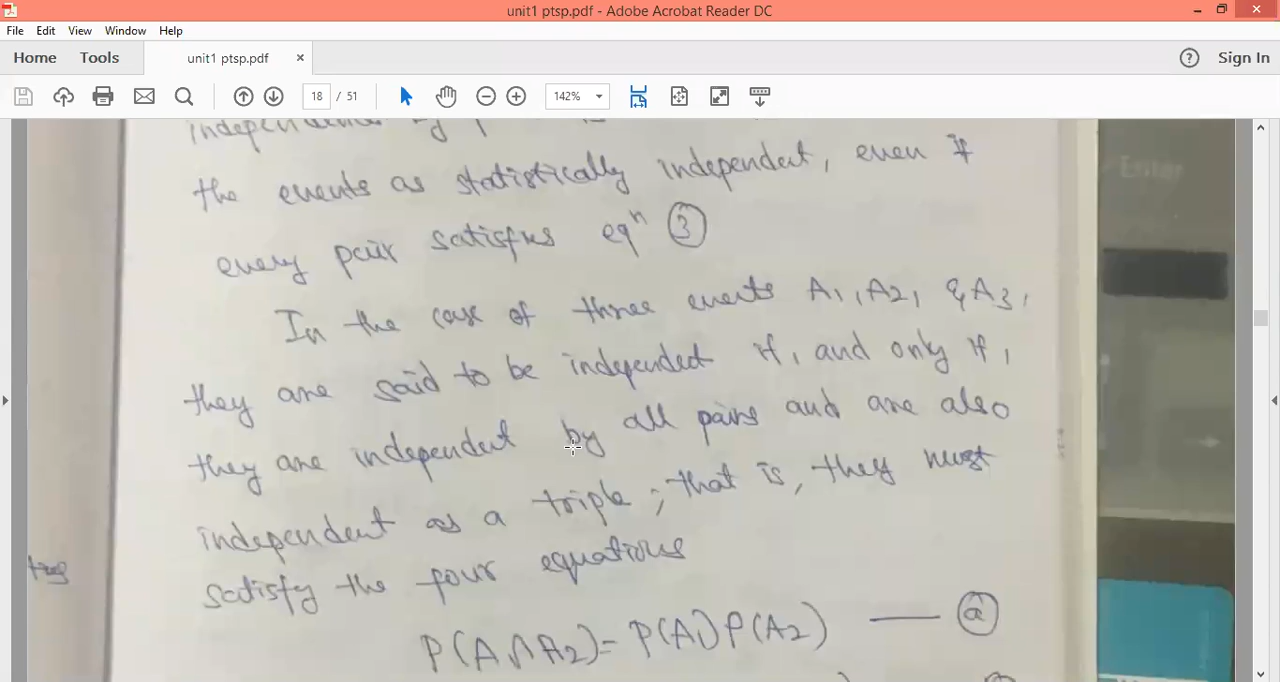 unit1 ptsp.pdf - Adobe Acrobat Reader DC
File Edit View Window Help
Home Tools unit1 ptsp.pdf × Sign In
18 / 51 142%
the events as statistically independent, even if
every pair satisfies eqⁿ ③
In the case of three events A1, A2, & A3,
they are said to be independent if, and only if,
they are independent by all pairs and are also
independent as a triple; that is, they must
satisfy the four equations
P(A1∩A2)= P(A1)P(A2) — ⓐ
Enter